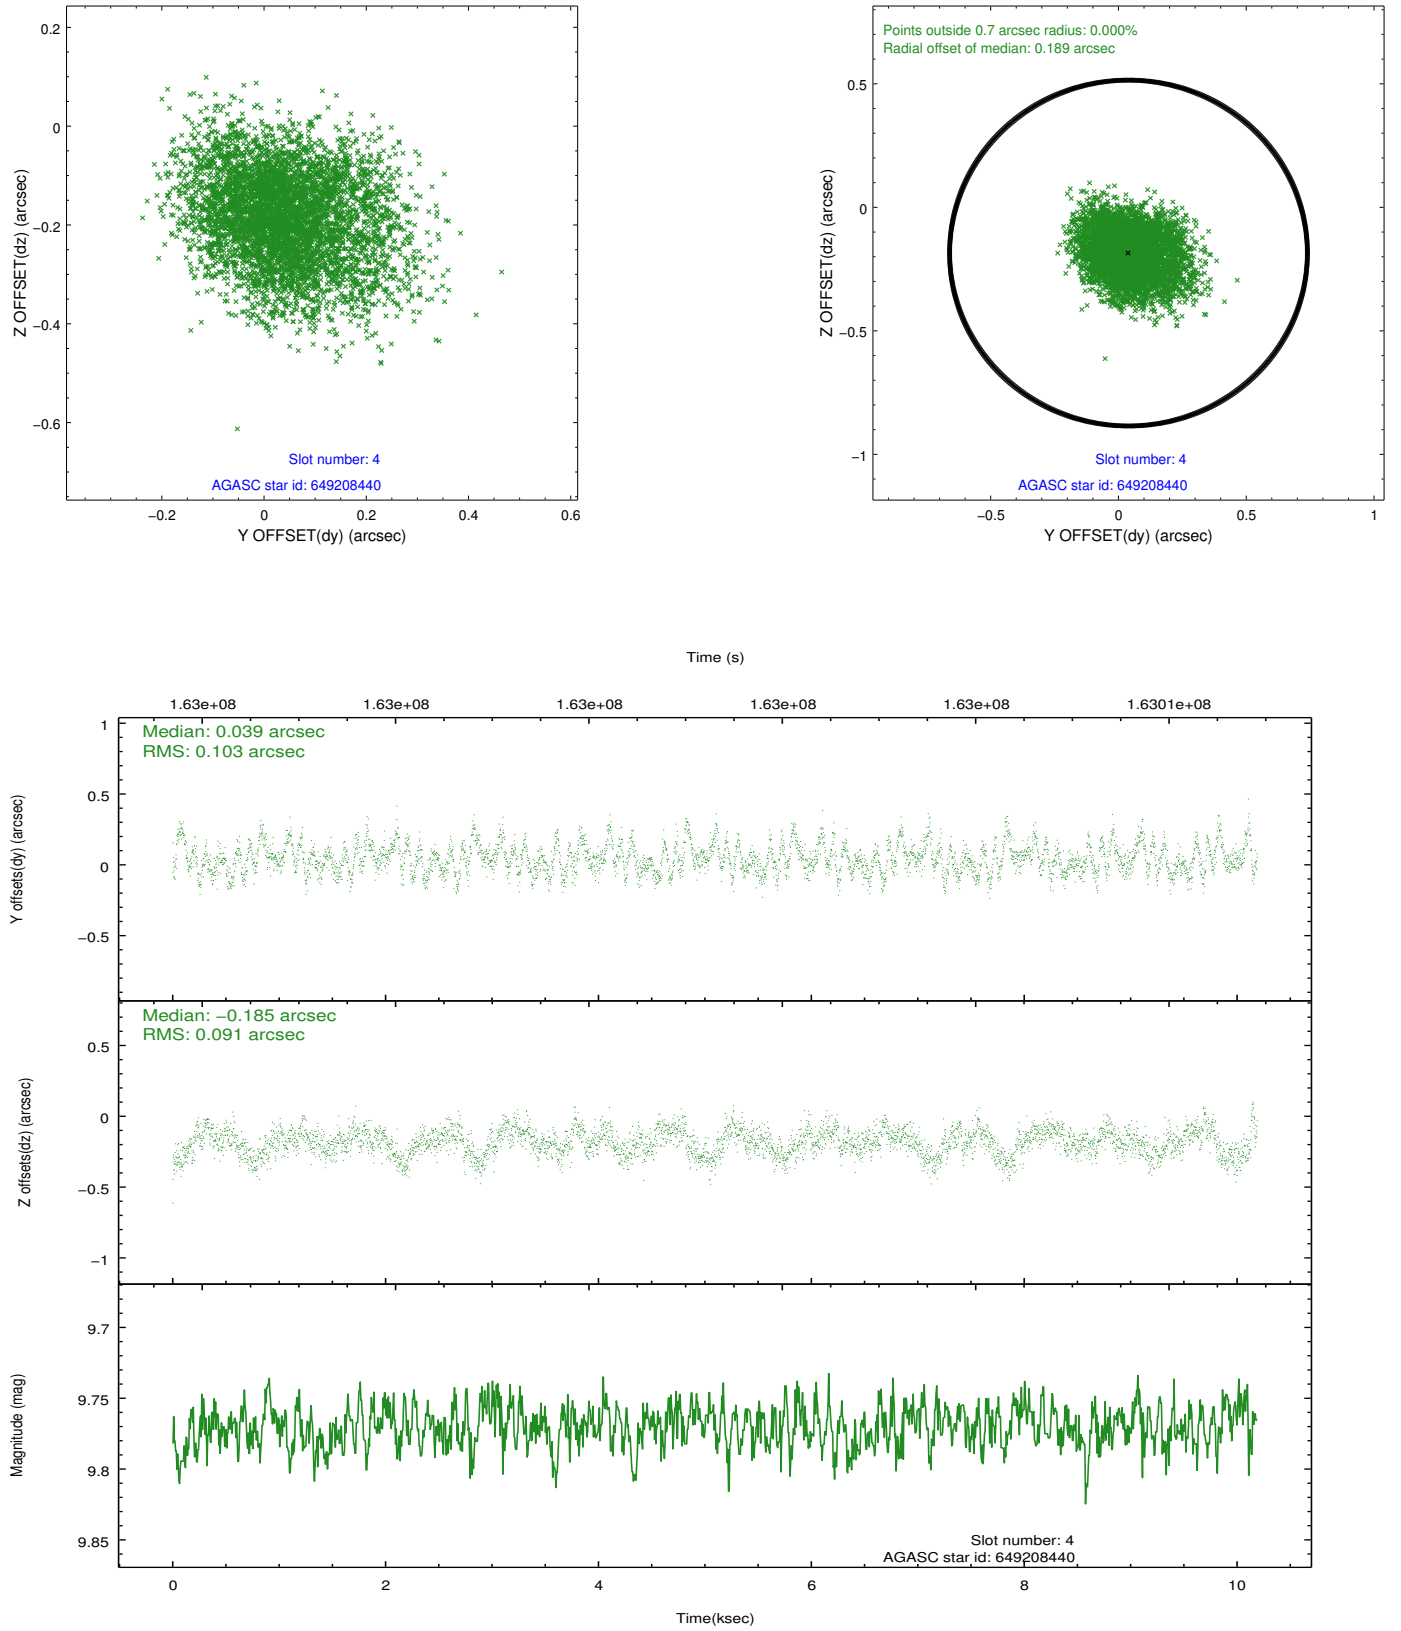 0.2
0
−0.2
−0.4
−0.6
Z OFFSET(dz) (arcsec)
Slot number: 4
AGASC star id: 649208440
−0.2 0 0.2 0.4 0.6
Y OFFSET(dy) (arcsec)
Points outside 0.7 arcsec radius: 0.000%
Radial offset of median: 0.189 arcsec
0.5
0
−0.5
−1
Z OFFSET(dz) (arcsec)
Slot number: 4
AGASC star id: 649208440
−0.5 0 0.5 1
Y OFFSET(dy) (arcsec)
Time (s)
1.63e+08 1.63e+08 1.63e+08 1.63e+08 1.63e+08 1.6301e+08
Median: 0.039 arcsec
RMS: 0.103 arcsec
1
0.5
0
−0.5
Y offsets(dy) (arcsec)
Median: −0.185 arcsec
RMS: 0.091 arcsec
0.5
0
−0.5
−1
Z offsets(dz) (arcsec)
9.7
9.75
9.8
9.85
Magnitude (mag)
Slot number: 4
AGASC star id: 649208440
0 2 4 6 8 10
Time(ksec)